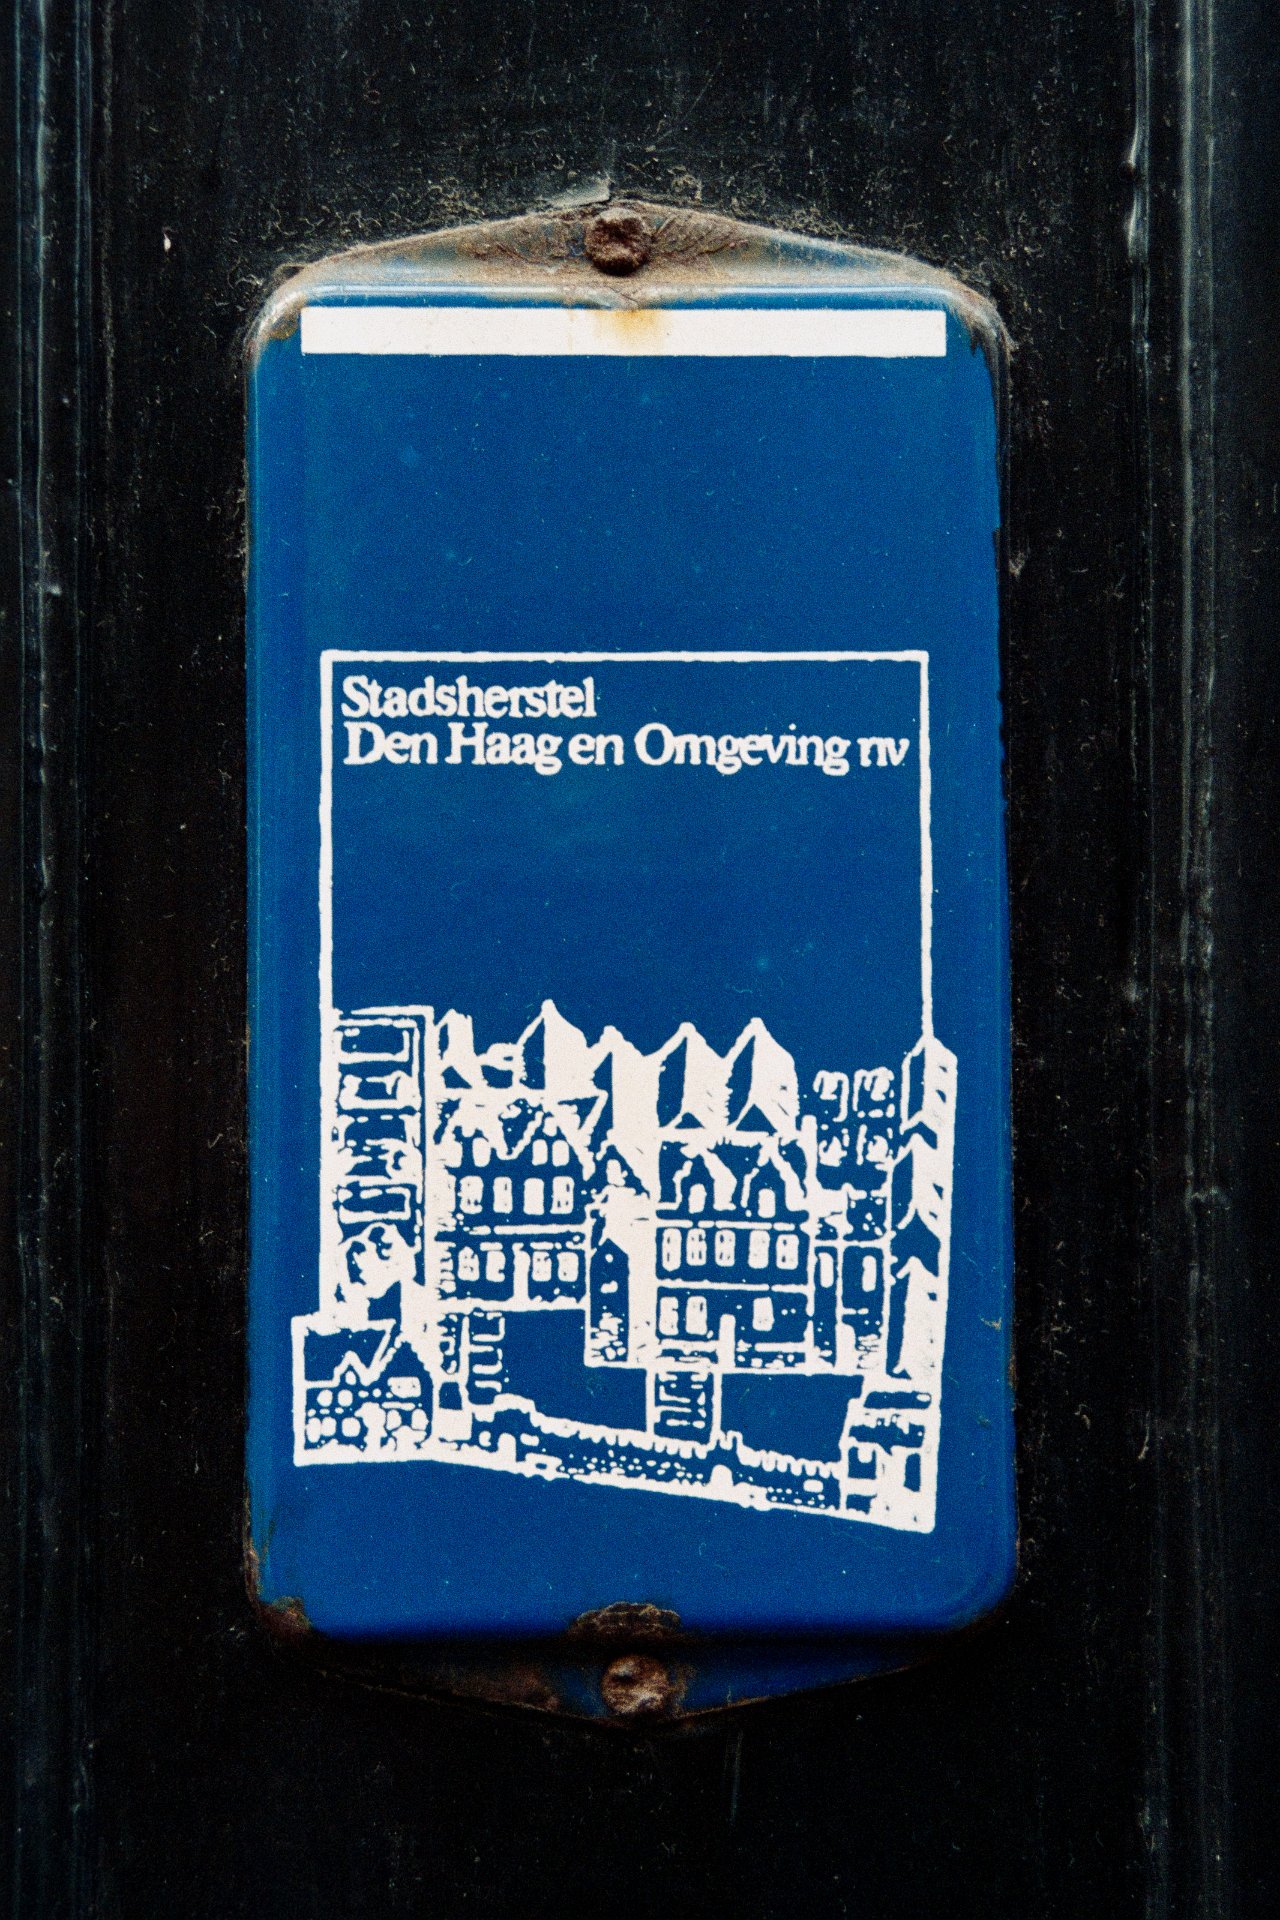 Stadsherstel
Den Haag en Omgeving nv